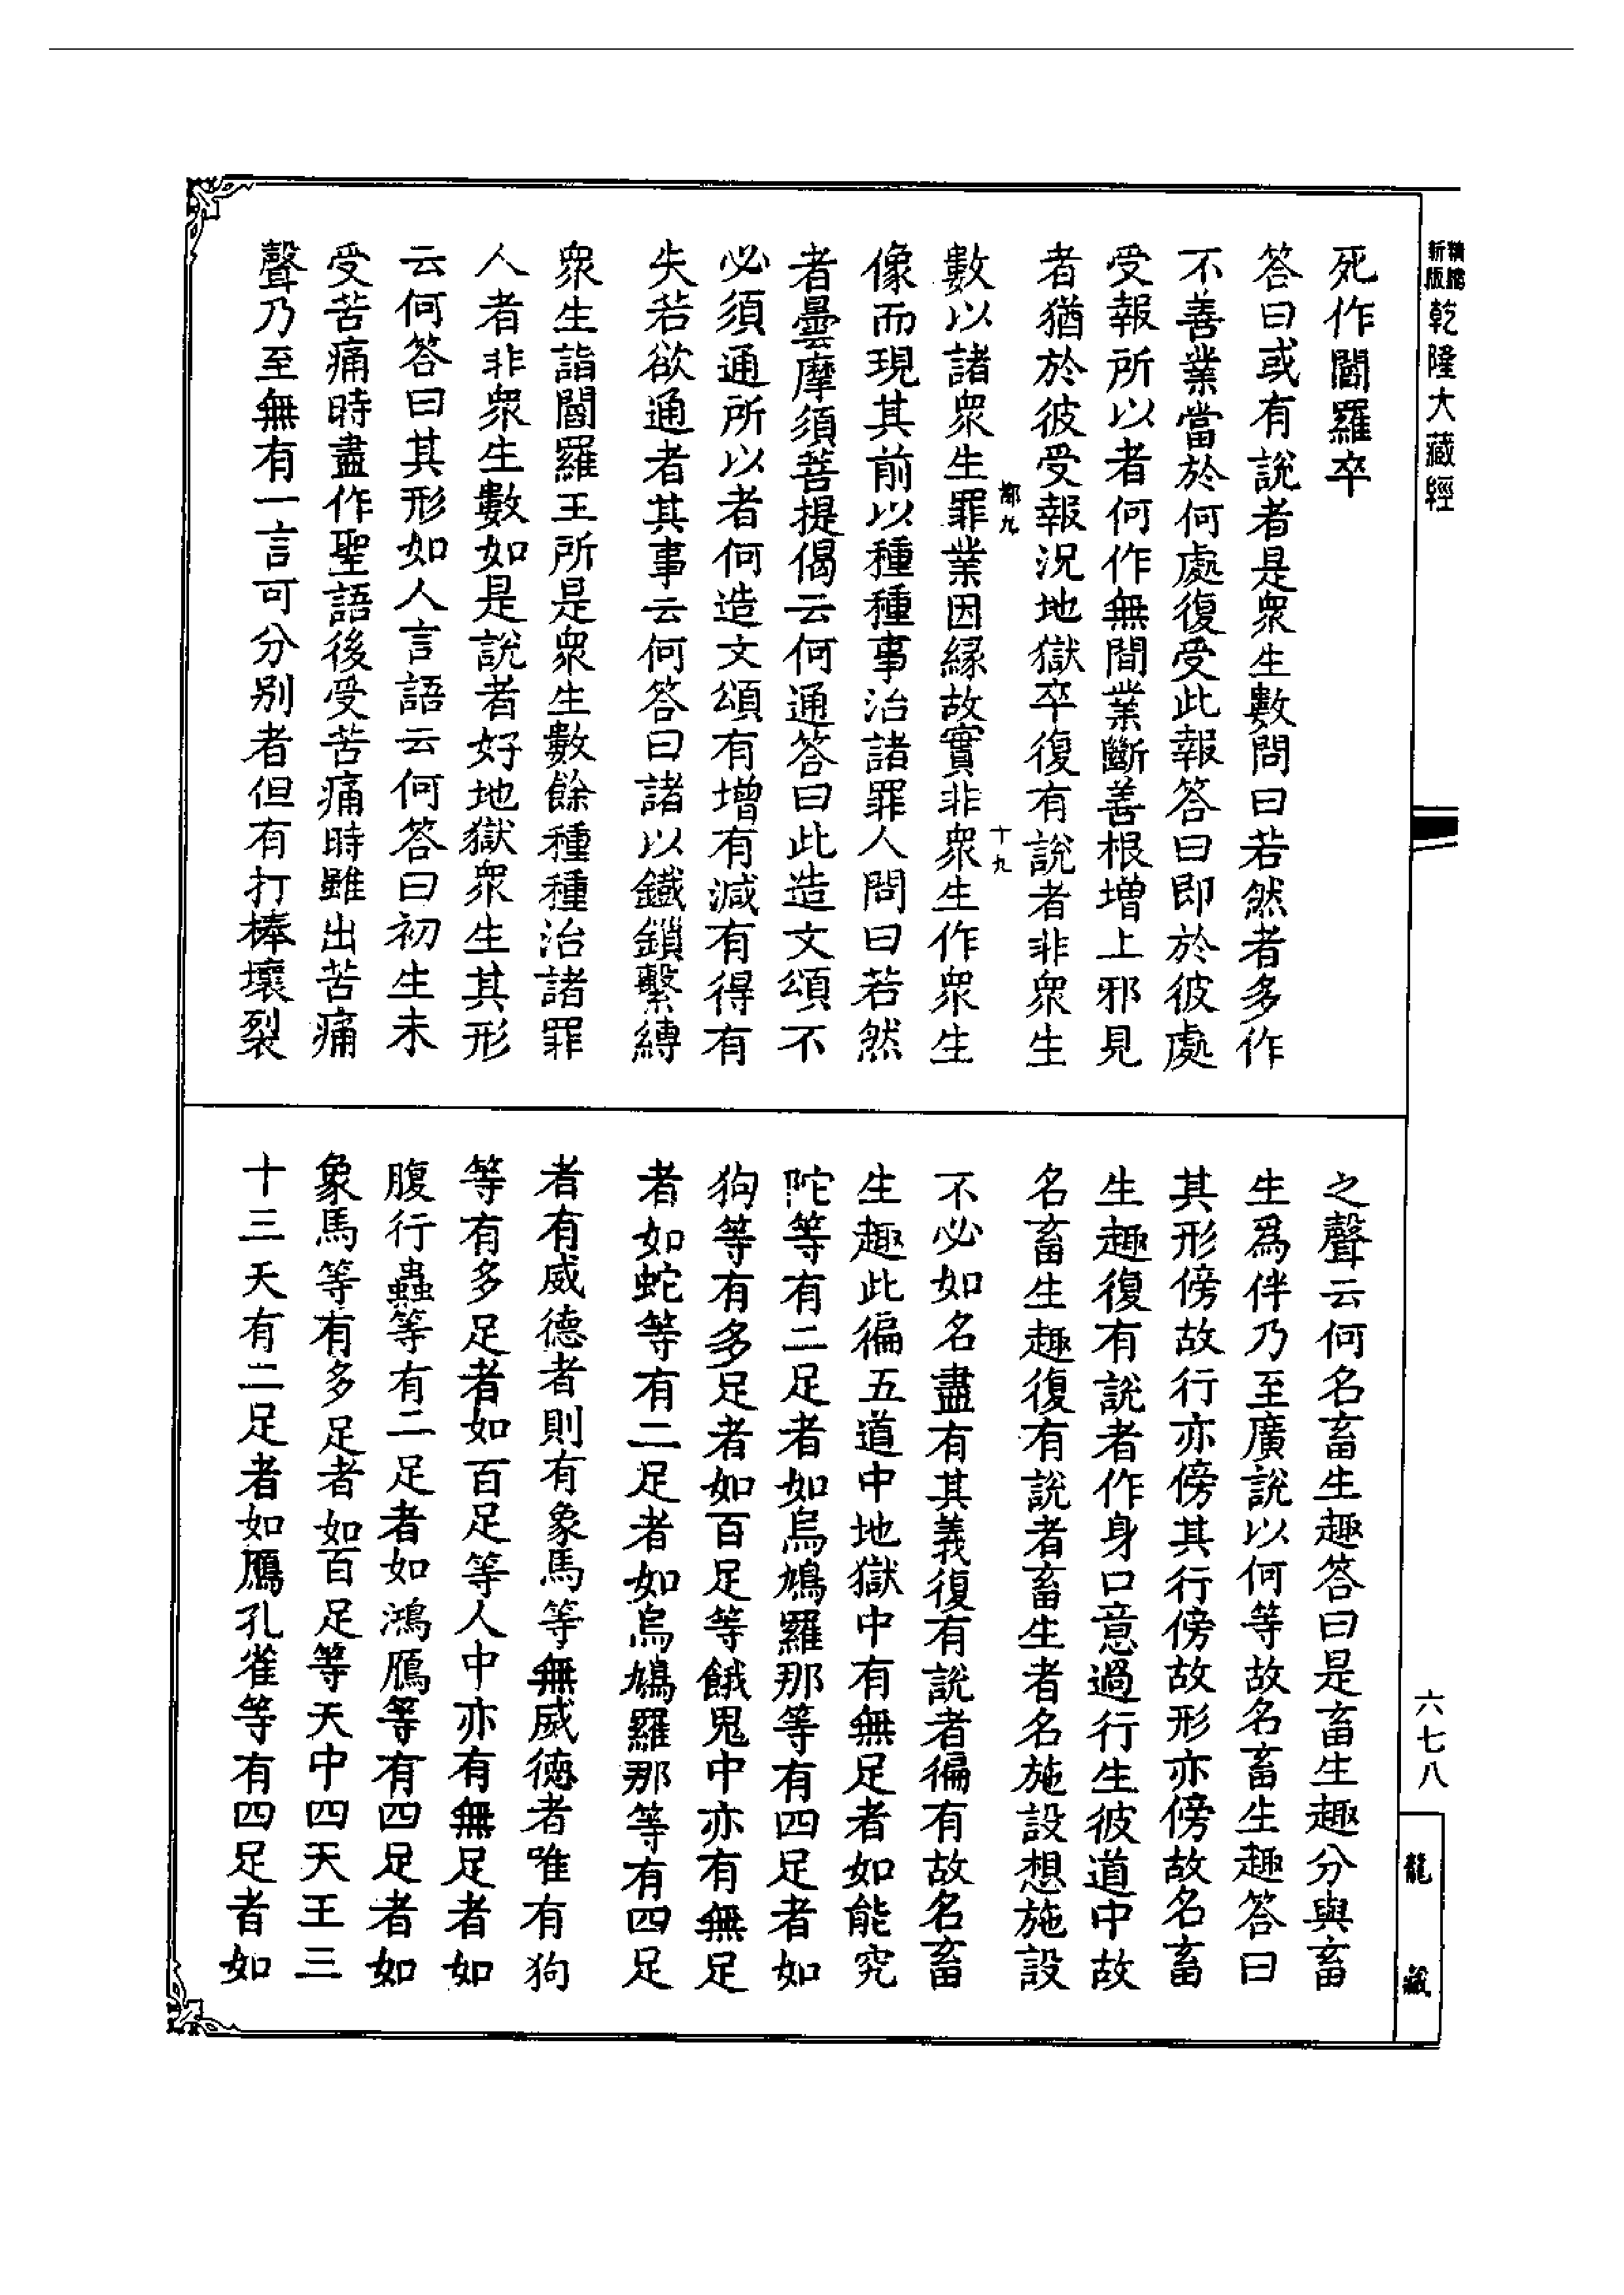 精鐫新版乾隆大藏經
死作閻羅卒
答曰或有說者是衆生數問曰若然者多作
不善業當於何處復受此報答曰即於彼處
受報所以者何作無間業斷善根增上邪見
者猶於彼受報況地獄卒復有說者非衆生
鄣九 十九
數以諸衆生罪業因緣故實非衆生作衆生
像而現其前以種種事治諸罪人問曰若然
者曇摩須菩提偈云何通答曰此造文頌不
必須通所以者何造文頌有增有減有得有
失若欲通者其事云何答曰諸以鐵鎖繫縛
衆生詣閻羅王所是衆生數餘種種治諸罪
人者非衆生數如是說者好地獄衆生其形
云何答曰其形如人言語云何答曰初生未
受苦痛時盡作聖語後受苦痛時雖出苦痛
聲乃至無有一言可分別者但有打棒壞裂
之聲云何名畜生趣答曰是畜生趣分與畜
生爲伴乃至廣說以何等故名畜生趣答曰
其形傍故行亦傍其行傍故形亦傍故名畜
生趣復有說者作身口意過行生彼道中故
名畜生趣復有說者畜生者名施設想施設
不必如名盡有其義復有說者徧有故名畜
生趣此徧五道中地獄中有無足者如能究
陀等有二足者如烏鳩羅那等有四足者如
狗等有多足者如百足等餓鬼中亦有無足
者如蛇等有二足者如烏鳩羅那等有四足
者有威德者則有象馬等無威德者唯有狗
等有多足者如百足等人中亦有無足者如
腹行蟲等有二足者如鴻鴈等有四足者如
象馬等有多足者如百足等天中四天王三
十三天有二足者如鴈孔雀等有四足者如
六七八
龍藏